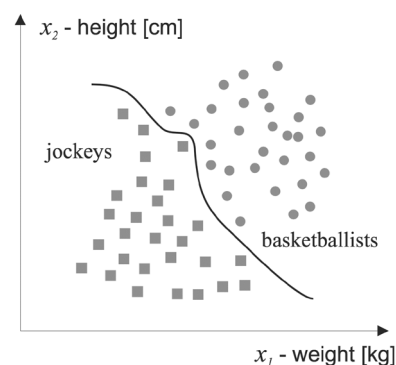 x₂ - height [cm]
jockeys
basketballists
x₁ - weight [kg]